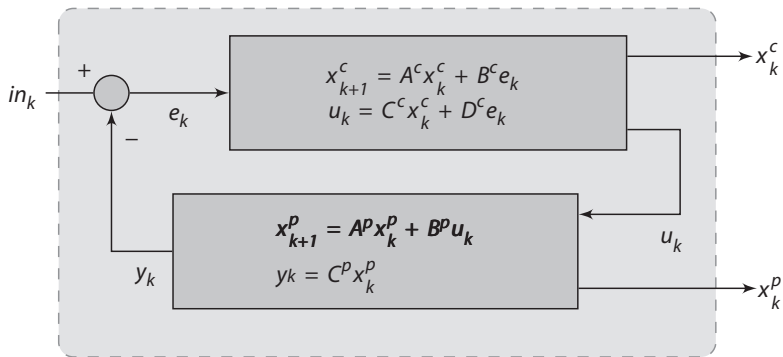 +
in_k
e_k
−
x^c_{k+1} = A^c x^c_k + B^c e_k
u_k = C^c x^c_k + D^c e_k
x^c_k
x^p_{k+1} = A^p x^p_k + B^p u_k
y_k = C^p x^p_k
y_k
u_k
x^p_k